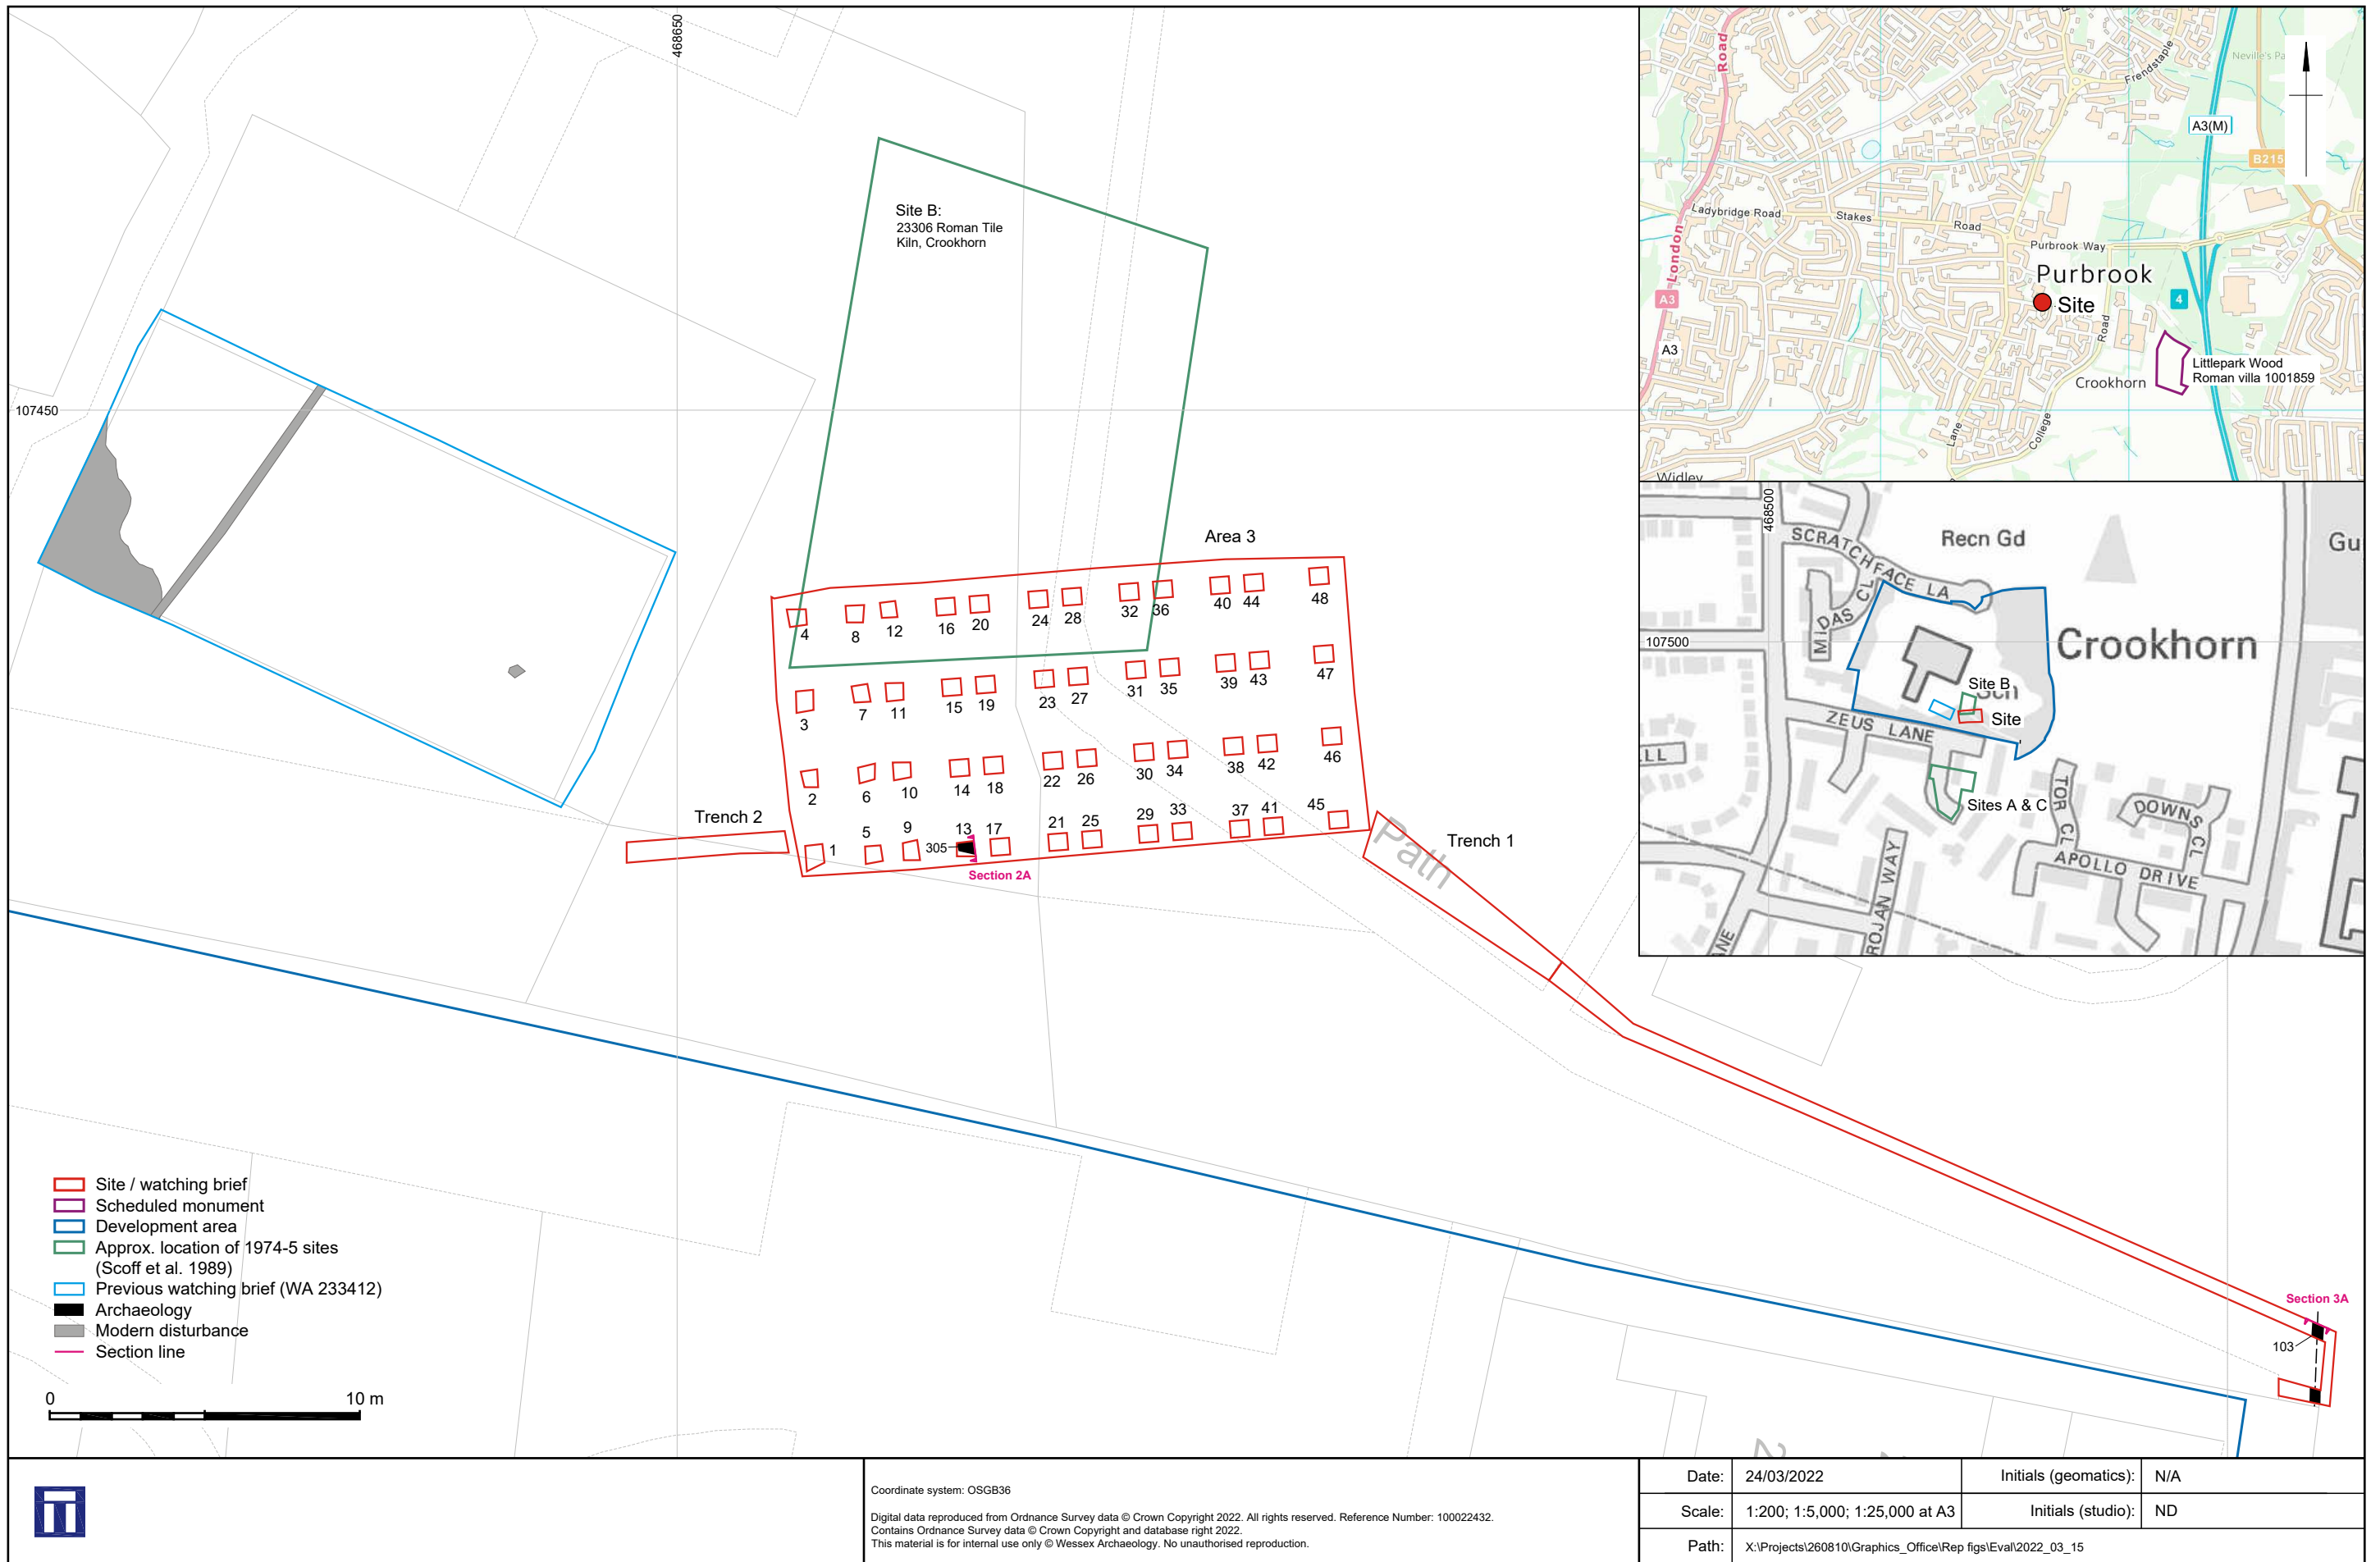 468650
107450
Site B:
23306 Roman Tile
Kiln, Crookhorn
Area 3
4
8
12
16
20
24
28
32
36
40
44
48
3
7
11
15
19
23
27
31
35
39
43
47
2
6
10
14
18
22
26
30
34
38
42
46
1
5
9
13
17
21
25
29
33
37
41
45
305
Section 2A
Trench 2
Trench 1
Path
Section 3A
103
Site / watching brief
Scheduled monument
Development area
Approx. location of 1974-5 sites
(Scoff et al. 1989)
Previous watching brief (WA 233412)
Archaeology
Modern disturbance
Section line
0 10 m
London Road
Frendstaple
A3(M)
B215
Ladybridge Road
Stakes Road
Purbrook Way
Purbrook
Site
A3
4
A3
Littlepark Wood
Roman villa 1001859
Crookhorn
College Road
Lane
Widley
468500
SCRATCHFACE LA
Recn Gd
Gu
MIDAS CL
107500
Crookhorn
Site B
Sch
Site
ZEUS LANE
LL
Sites A & C
TOR CL
DOWNS CL
APOLLO DRIVE
ROJAN WAY
ANE
Coordinate system: OSGB36
Digital data reproduced from Ordnance Survey data © Crown Copyright 2022. All rights reserved. Reference Number: 100022432.
Contains Ordnance Survey data © Crown Copyright and database right 2022.
This material is for internal use only © Wessex Archaeology. No unauthorised reproduction.
Date: 24/03/2022 Initials (geomatics): N/A
Scale: 1:200; 1:5,000; 1:25,000 at A3 Initials (studio): ND
Path: X:\Projects\260810\Graphics_Office\Rep figs\Eval\2022_03_15